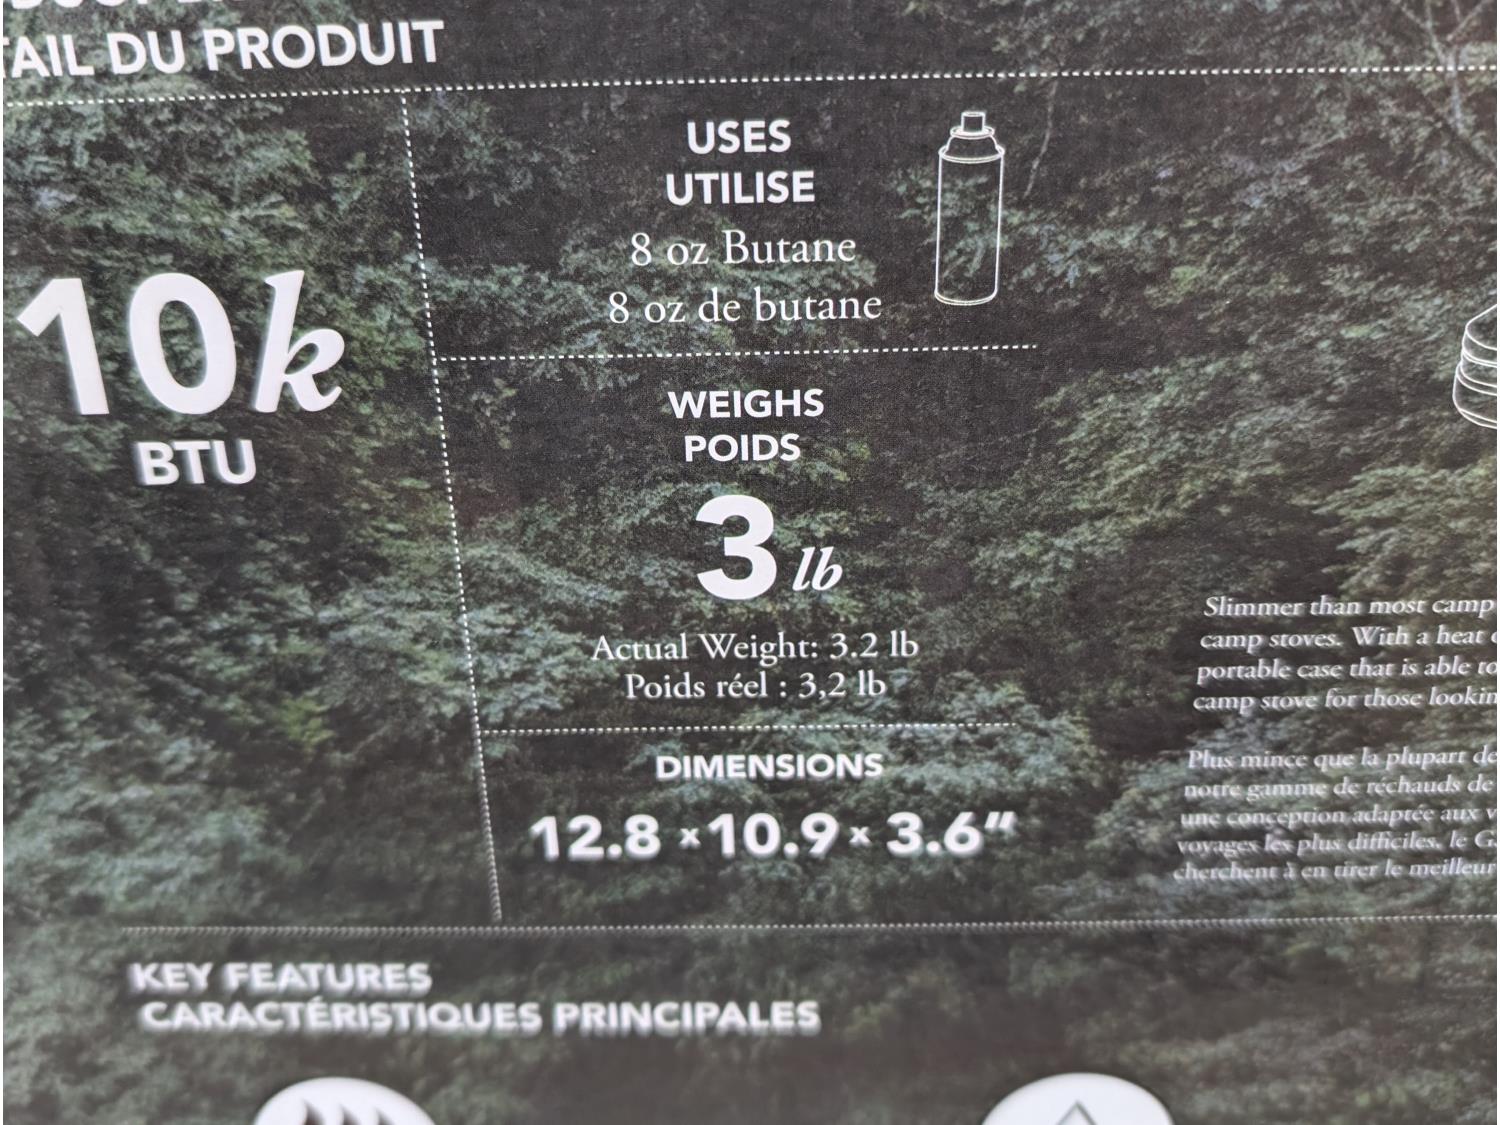 TAIL DU PRODUIT
10k
BTU
USES
UTILISE
8 oz Butane
8 oz de butane
WEIGHS
POIDS
3 lb
Actual Weight: 3.2 lb
Poids réel : 3,2 lb
DIMENSIONS
12.8 × 10.9 × 3.6"
Slimmer than most camp
camp stoves. With a heat
portable case that is able to
camp stove for those lookin
Plus mince que la plupart de
notre gamme de réchauds de
une conception adaptée aux v
voyages les plus difficiles, le G
cherchent à en tirer le meilleur
KEY FEATURES
CARACTÉRISTIQUES PRINCIPALES